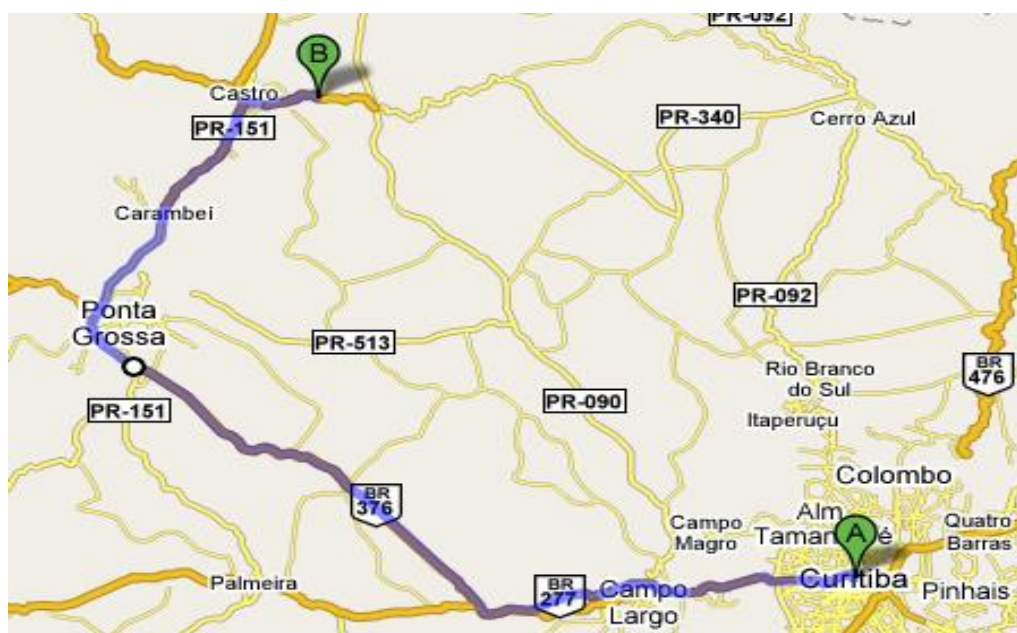 PR-092
B
Castro
PR-151
PR-340
Cerro Azul
Carambeí
PR-092
Ponta
Grossa
PR-513
Rio Branco
do Sul
BR
476
PR-151
PR-090
Itaperuçu
Colombo
BR
376
Campo
Magro
Alm
Tamandé
A
Quatro
Barras
Palmeira
BR
277
Campo
Largo
Curitiba
Pinhais